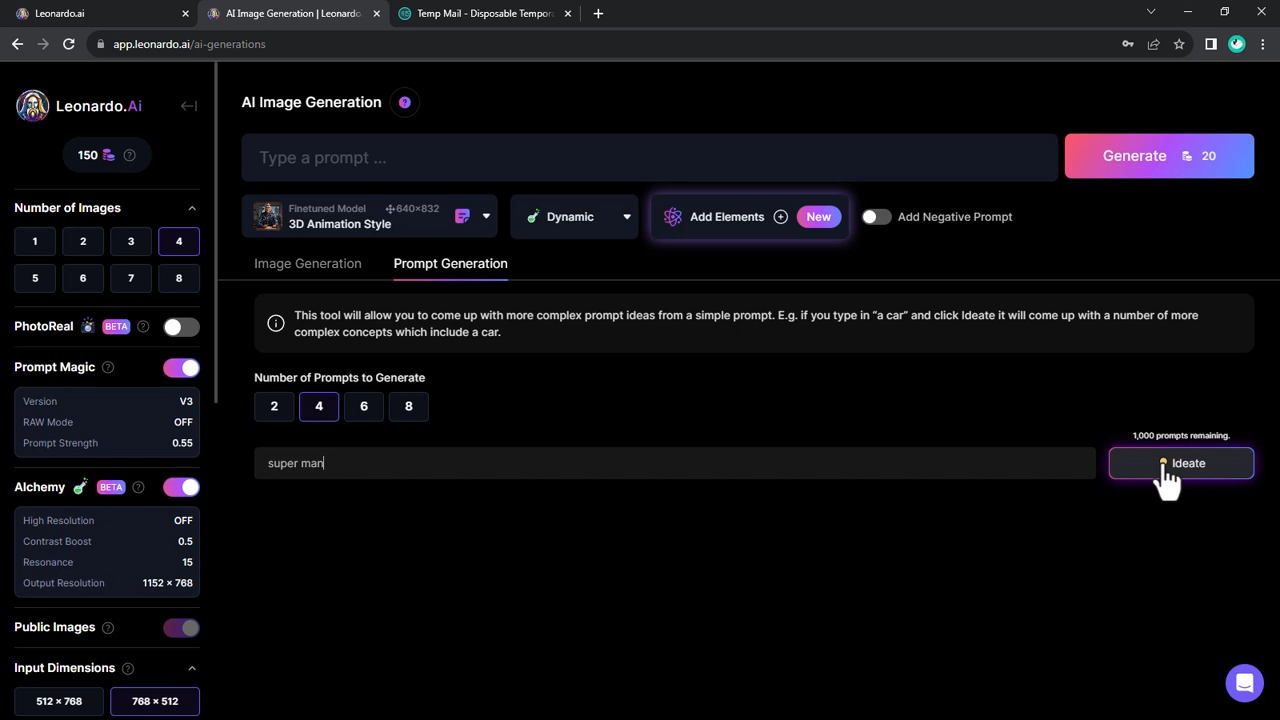 Leonardo.ai
AI Image Generation | Leonardo
Temp Mail - Disposable Tempora
app.leonardo.ai/ai-generations
Leonardo.Ai
150
Number of Images
1 2 3 4
5 6 7 8
PhotoReal BETA
Prompt Magic
Version V3
RAW Mode OFF
Prompt Strength 0.55
Alchemy BETA
High Resolution OFF
Contrast Boost 0.5
Resonance 15
Output Resolution 1152 × 768
Public Images
Input Dimensions
512 × 768 768 × 512
AI Image Generation
Type a prompt ...
Generate 20
Finetuned Model 640×832
3D Animation Style
Dynamic
Add Elements New
Add Negative Prompt
Image Generation Prompt Generation
This tool will allow you to come up with more complex prompt ideas from a simple prompt. E.g. if you type in “a car” and click Ideate it will come up with a number of more
complex concepts which include a car.
Number of Prompts to Generate
2 4 6 8
1,000 prompts remaining.
super man
Ideate